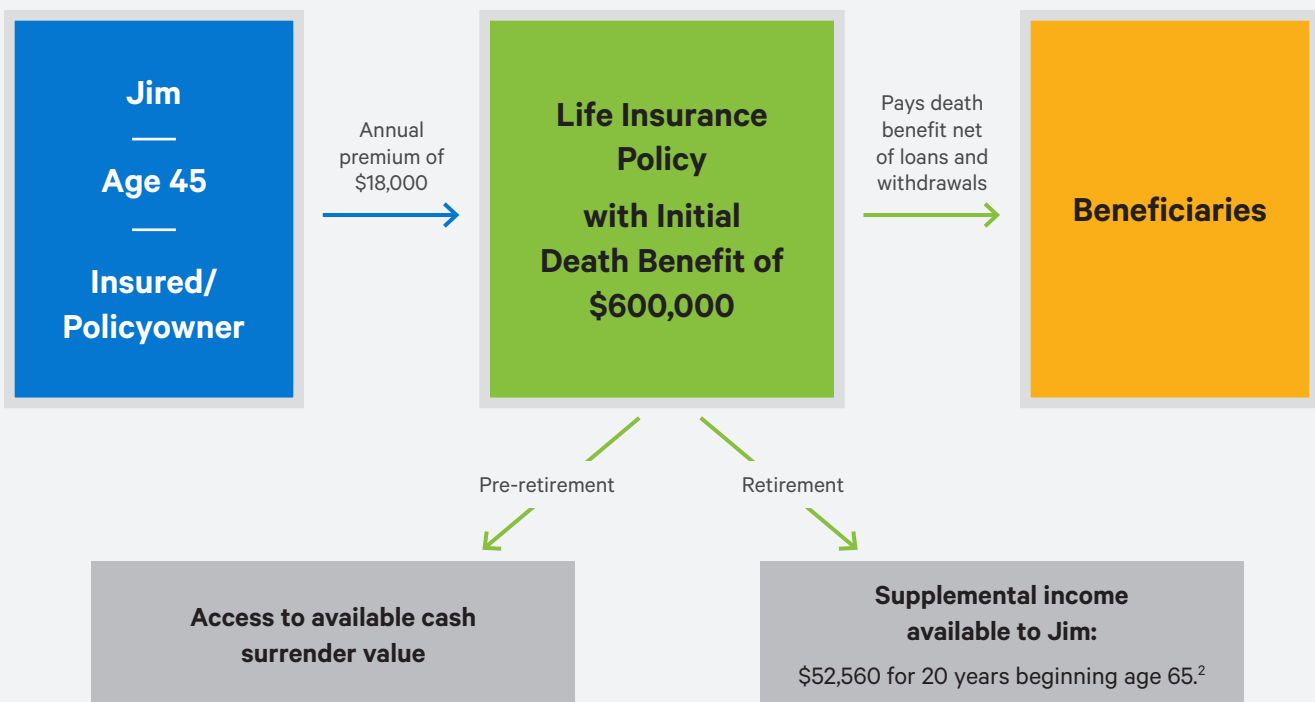 Jim
Age 45
Insured/
Policyowner
Annual
premium of
$18,000
Life Insurance
Policy
with Initial
Death Benefit of
$600,000
Pays death
benefit net
of loans and
withdrawals
Beneficiaries
Pre-retirement
Retirement
Access to available cash
surrender value
Supplemental income
available to Jim:
$52,560 for 20 years beginning age 65.²